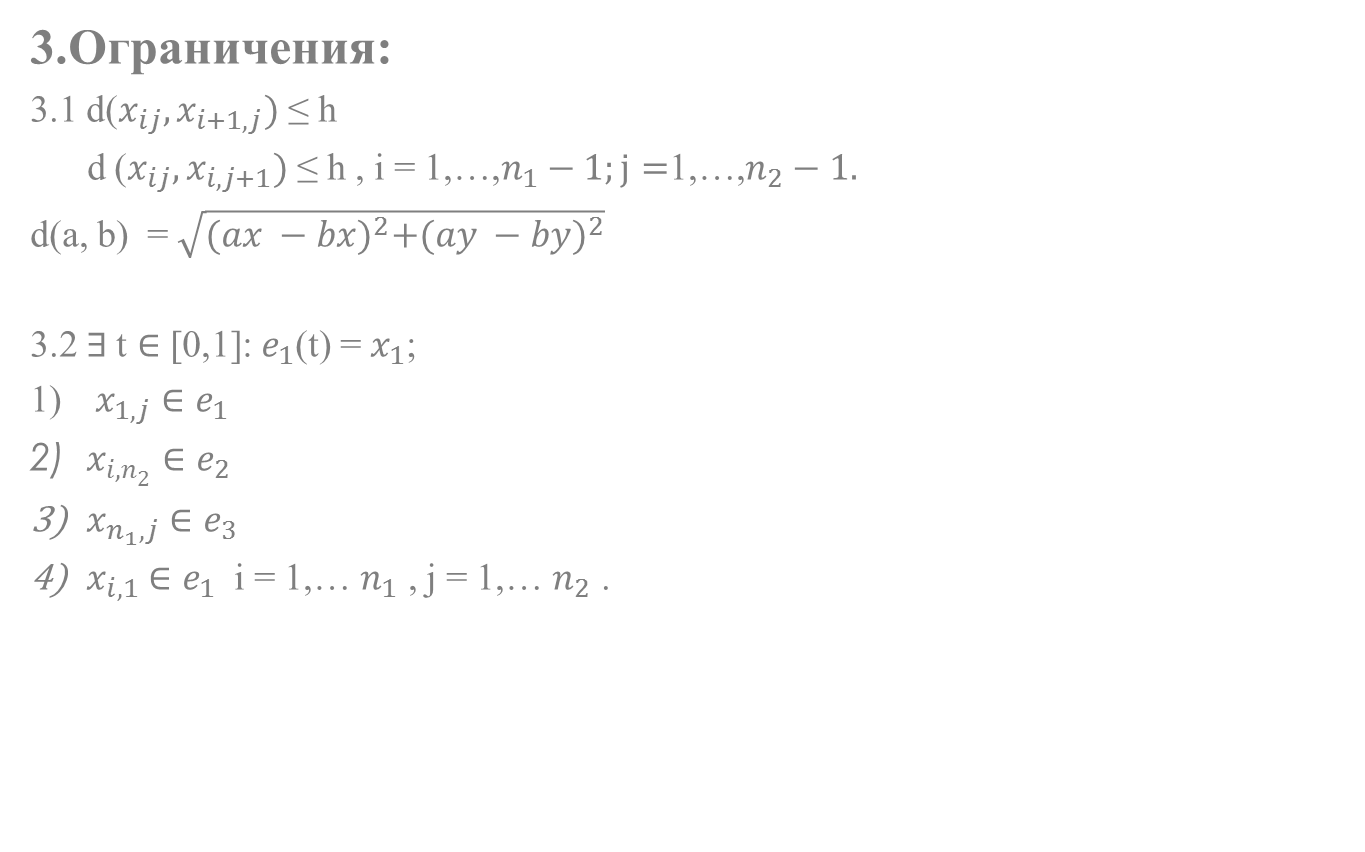 3.Ограничения:
3.1 d(x_{ij}, x_{i+1,j}) ≤ h
d (x_{ij}, x_{i,j+1}) ≤ h , i = 1,…,n_1 − 1; j =1,…,n_2 − 1.
d(a, b) = √((ax − bx)^2+(ay − by)^2)
3.2 ∃ t ∈ [0,1]: e_1(t) = x_1;
1) x_{1,j} ∈ e_1
2) x_{i,n_2} ∈ e_2
3) x_{n_1,j} ∈ e_3
4) x_{i,1} ∈ e_1 i = 1,… n_1 , j = 1,… n_2 .